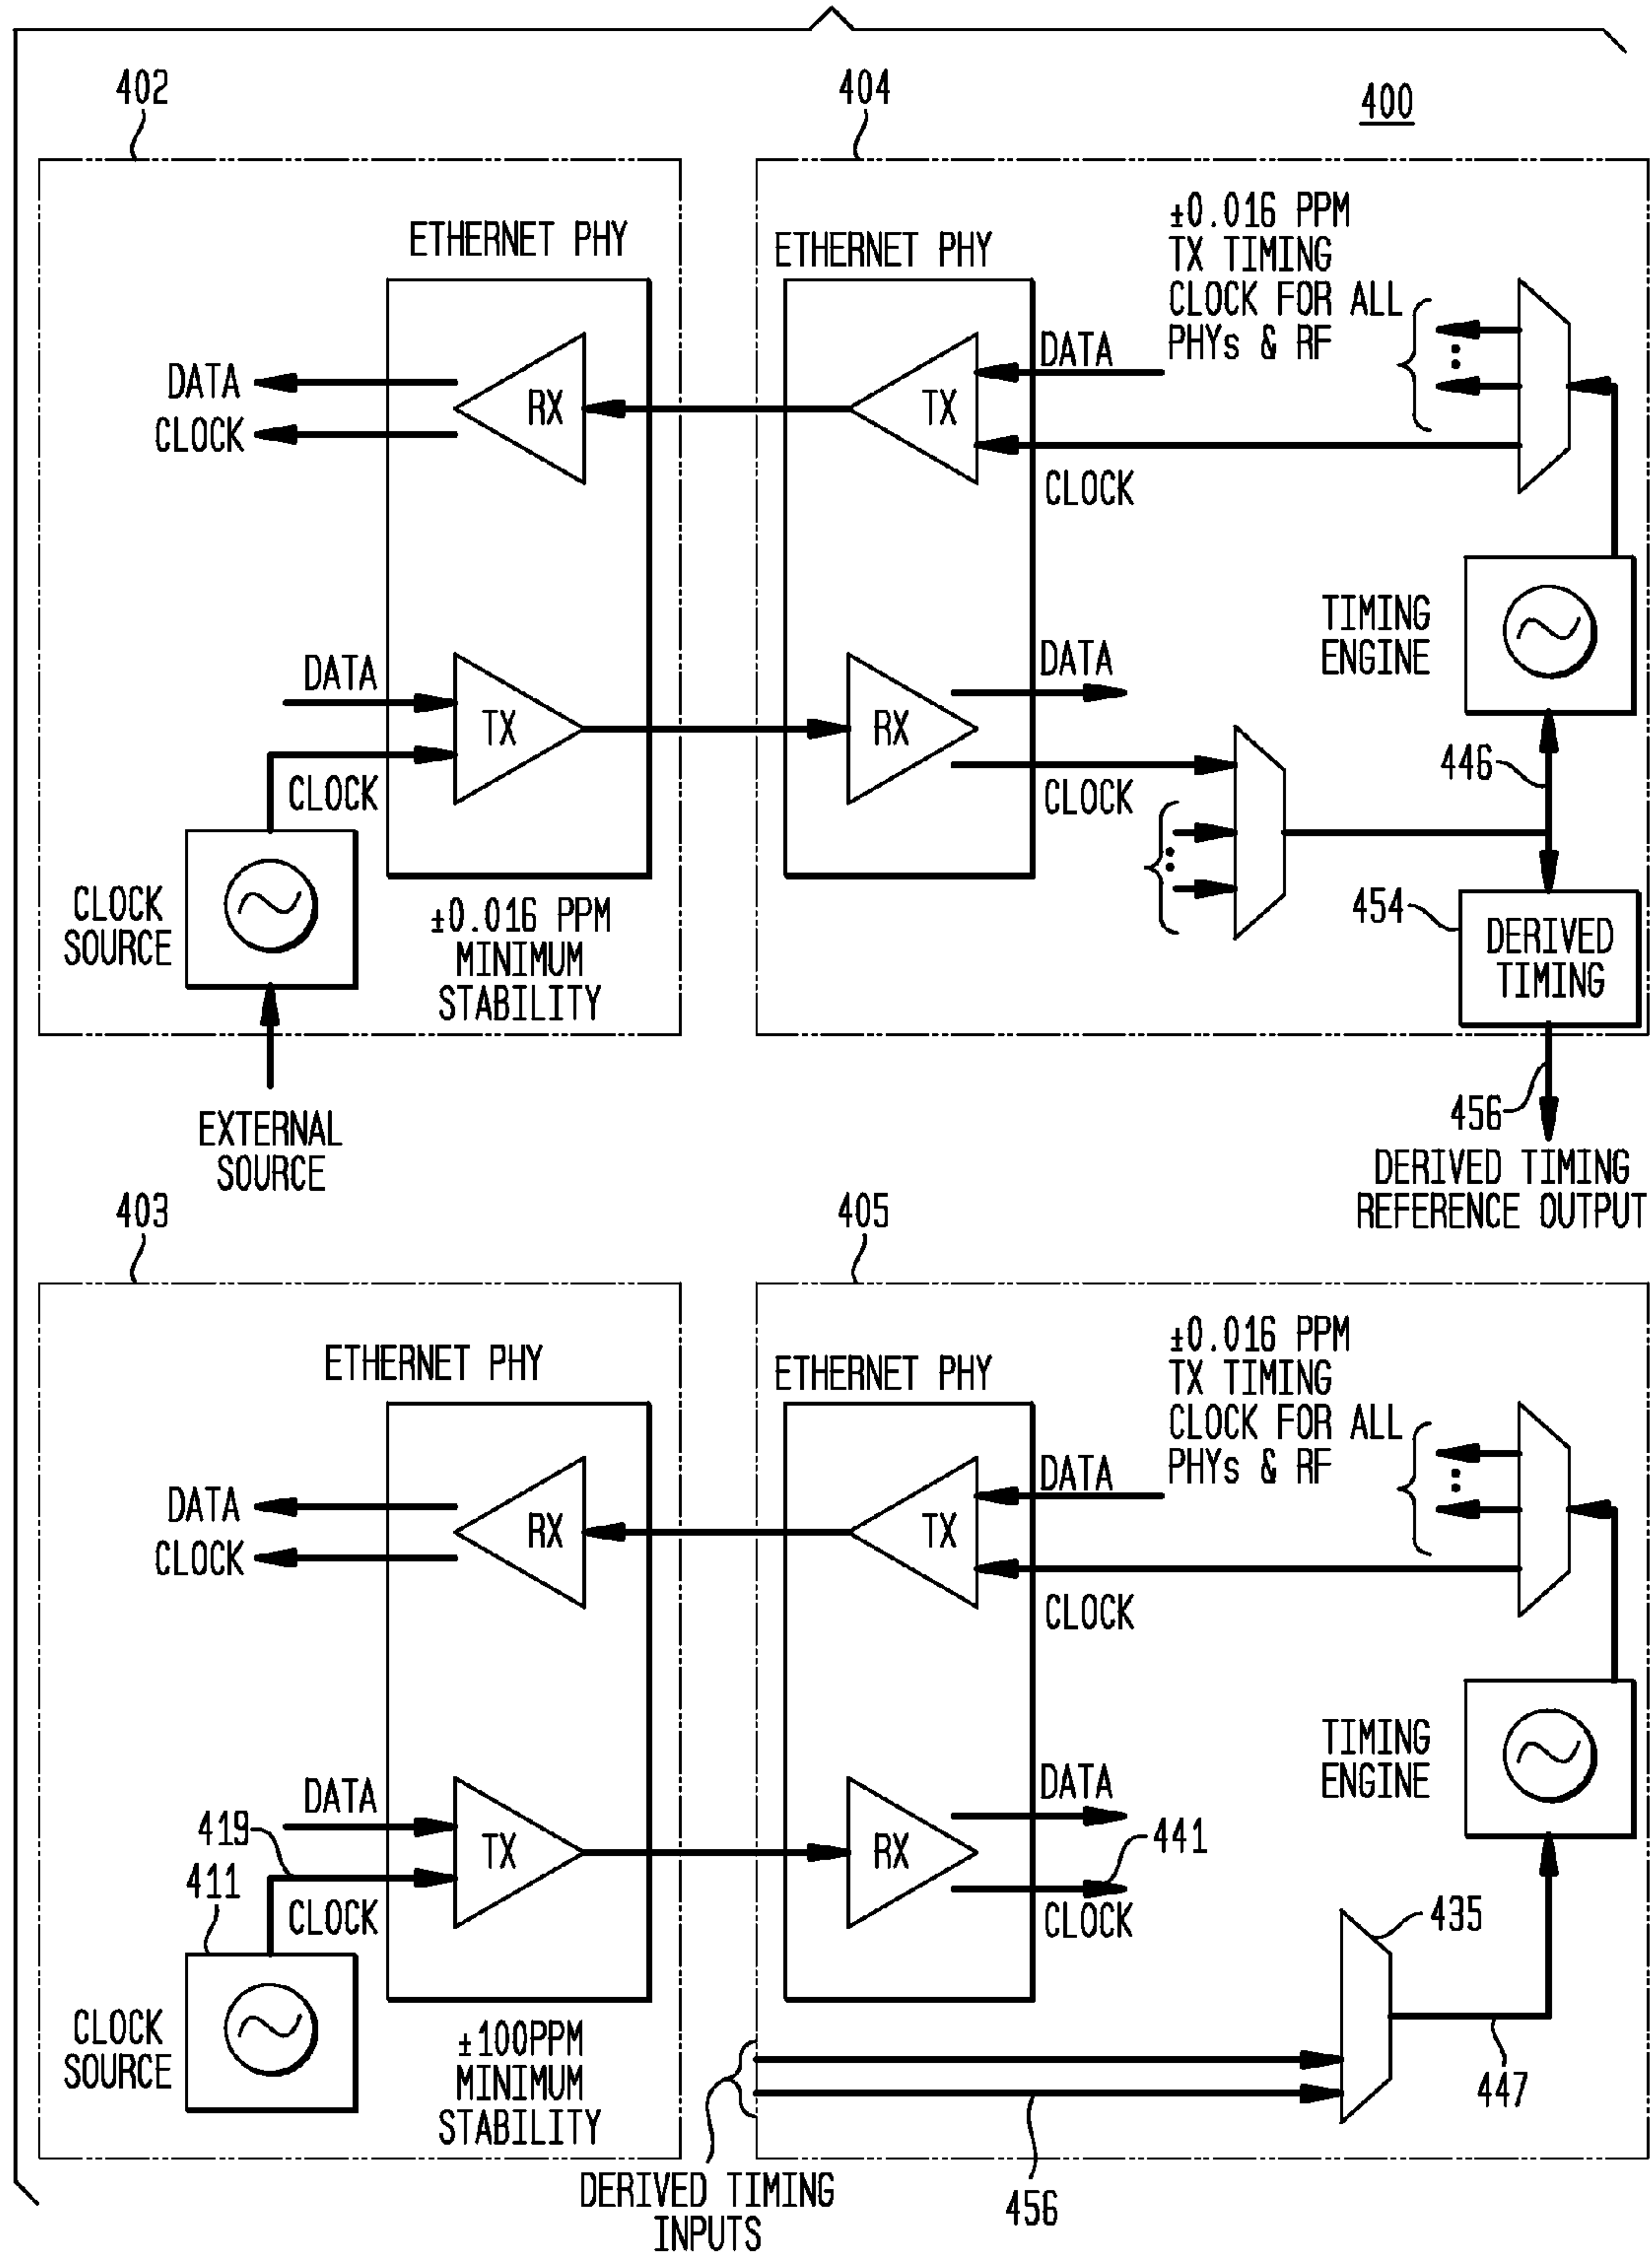 402
404
400
ETHERNET PHY
ETHERNET PHY
±0.016 PPM
TX TIMING
CLOCK FOR ALL
PHYs & RF
DATA
CLOCK
RX
TX
DATA
CLOCK
TIMING
ENGINE
DATA
TX
CLOCK
RX
DATA
CLOCK
446
CLOCK
SOURCE
±0.016 PPM
MINIMUM
STABILITY
454
DERIVED
TIMING
EXTERNAL
SOURCE
456
DERIVED TIMING
REFERENCE OUTPUT
403
405
ETHERNET PHY
ETHERNET PHY
±0.016 PPM
TX TIMING
CLOCK FOR ALL
PHYs & RF
DATA
CLOCK
RX
TX
DATA
CLOCK
TIMING
ENGINE
DATA
419
411
TX
CLOCK
RX
DATA
441
CLOCK
435
CLOCK
SOURCE
±100PPM
MINIMUM
STABILITY
447
DERIVED TIMING
INPUTS
456